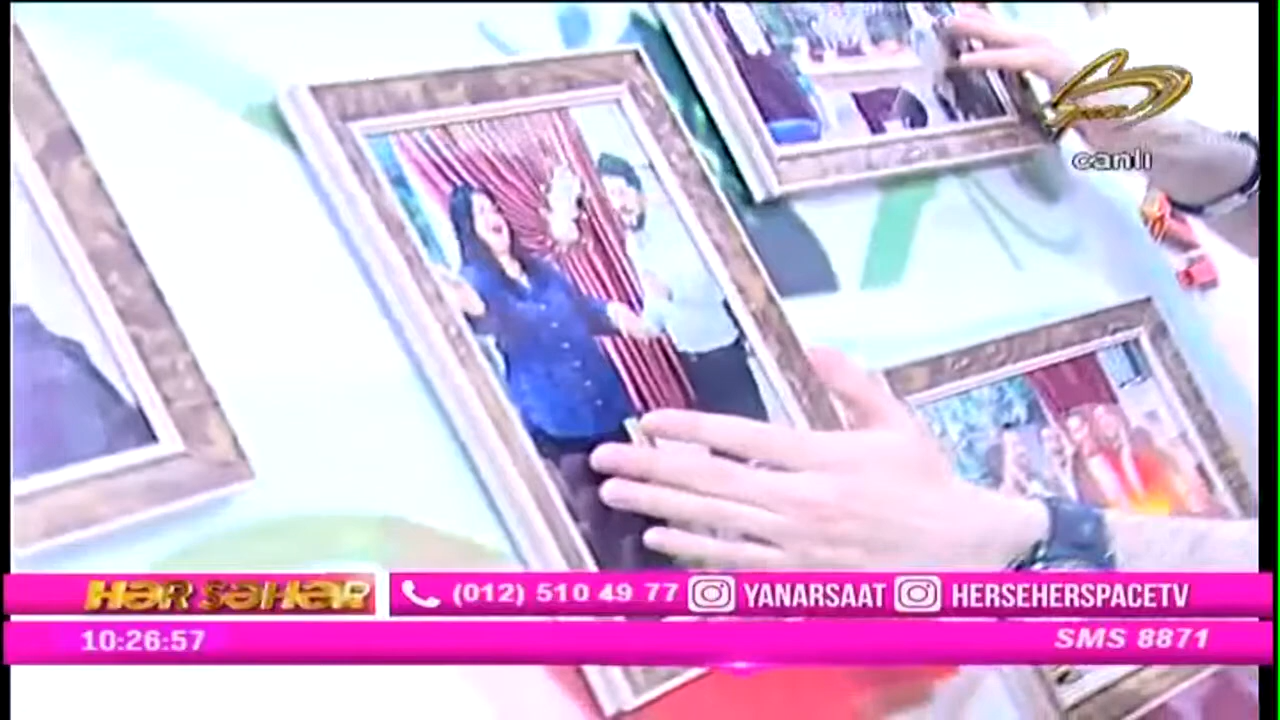 canlı
HƏR SƏHƏR
(012) 510 49 77 YANARSAAT HERSEHERSPACETV
10:26:57
SMS 8871